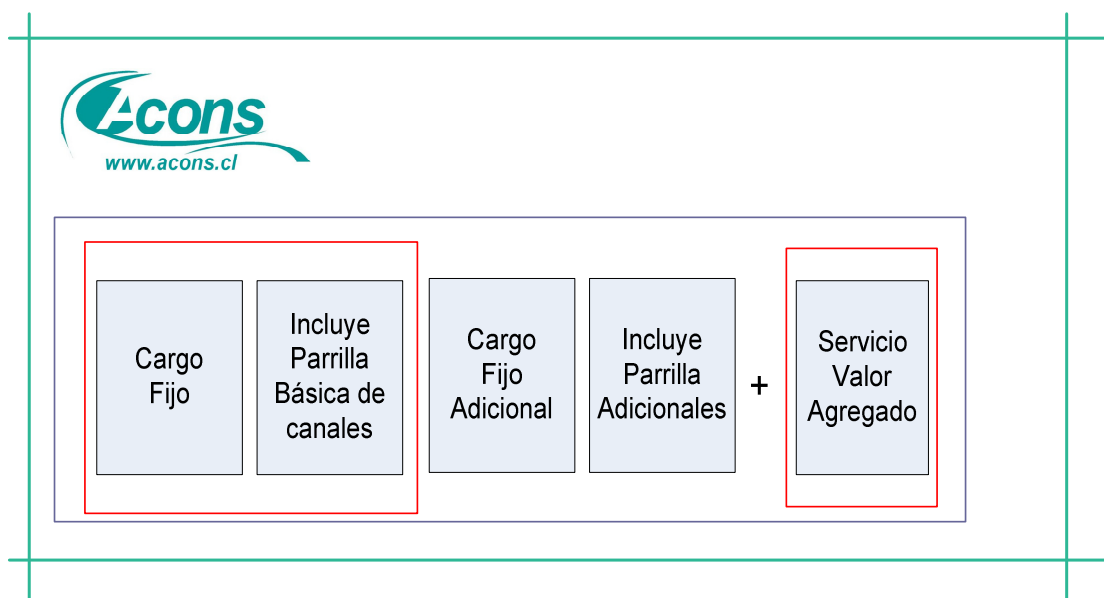 Acons
www.acons.cl
Cargo
Fijo
Incluye
Parrilla
Básica de
canales
Cargo
Fijo
Adicional
Incluye
Parrilla
Adicionales
+
Servicio
Valor
Agregado